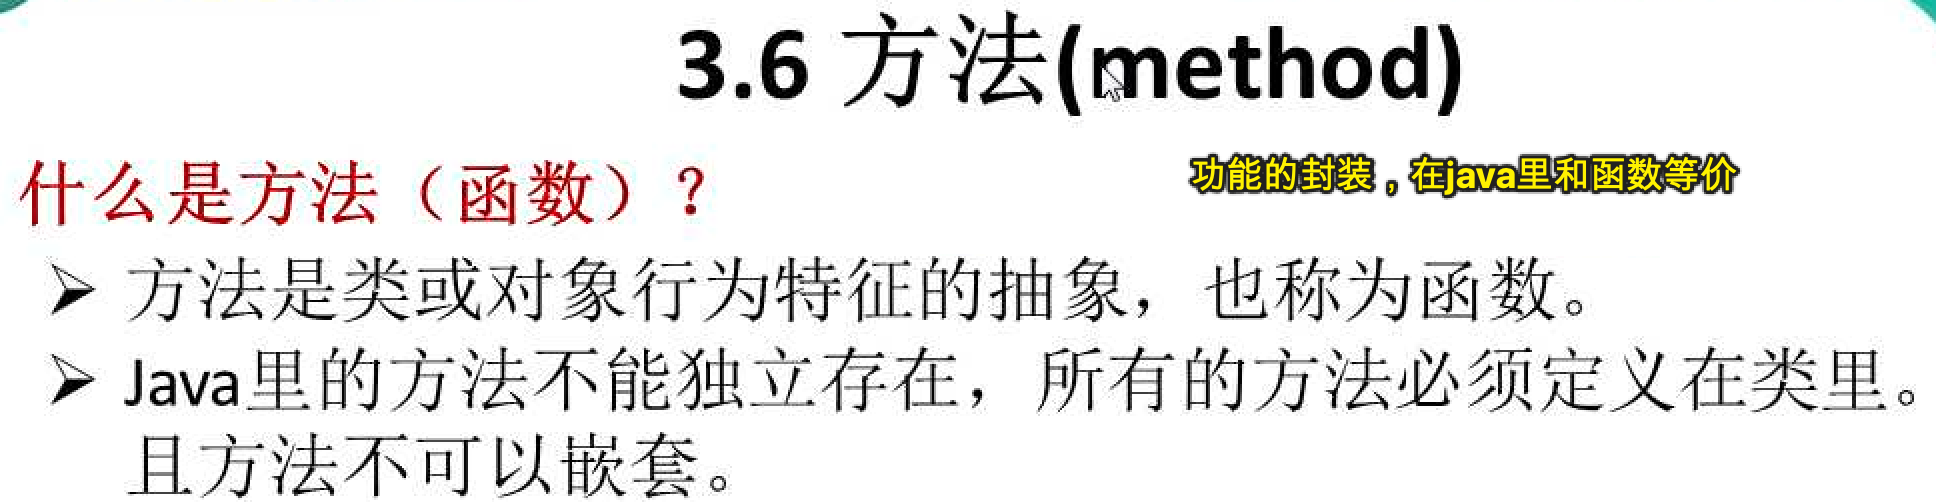 3.6 方法(method)
什么是方法（函数）？
功能的封装，在java里和函数等价
➢ 方法是类或对象行为特征的抽象，也称为函数。
➢ Java里的方法不能独立存在，所有的方法必须定义在类里。
且方法不可以嵌套。